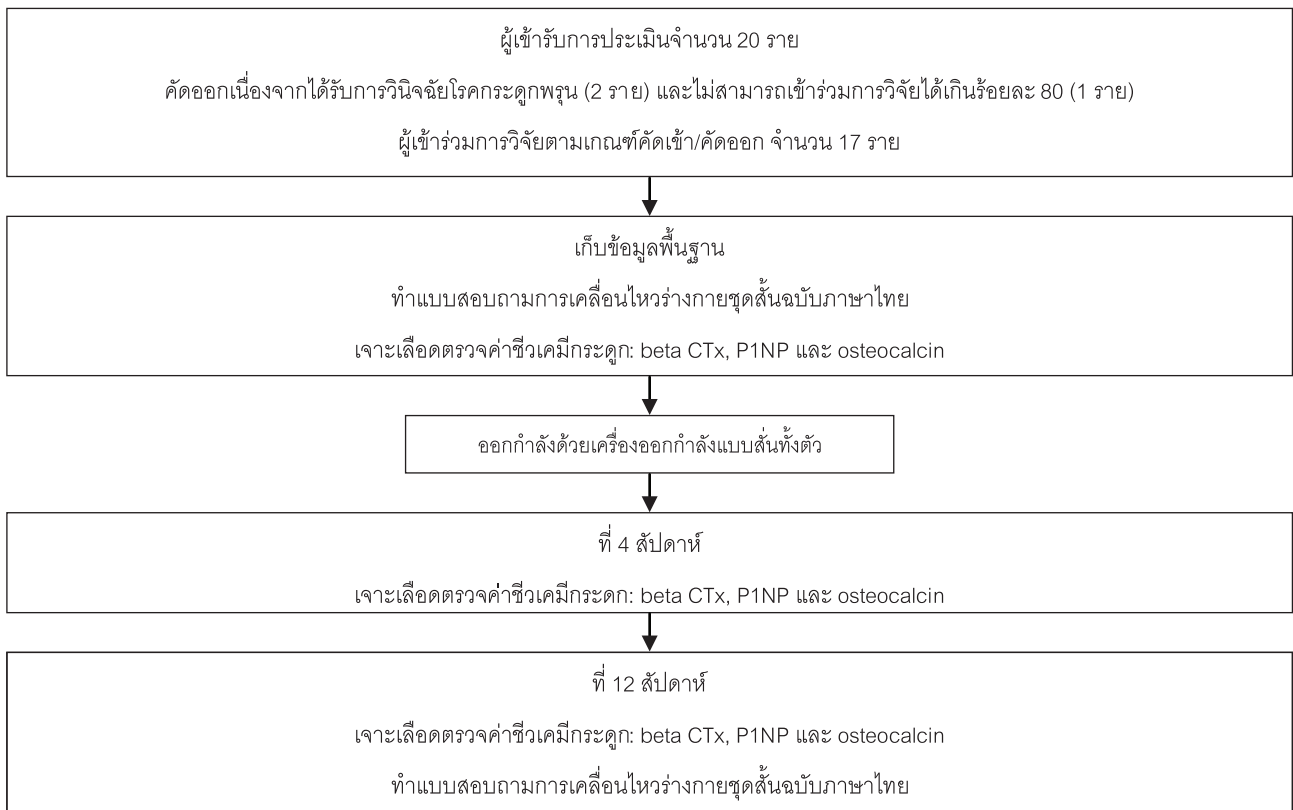 ผู้เข้ารับการประเมินจำนวน 20 ราย
คัดออกเนื่องจากได้รับการวินิจฉัยโรคกระดูกพรุน (2 ราย) และไม่สามารถเข้าร่วมการวิจัยได้เกินร้อยละ 80 (1 ราย)
ผู้เข้าร่วมการวิจัยตามเกณฑ์คัดเข้า/คัดออก จำนวน 17 ราย
เก็บข้อมูลพื้นฐาน
ทำแบบสอบถามการเคลื่อนไหวร่างกายชุดสั้นฉบับภาษาไทย
เจาะเลือดตรวจค่าชีวเคมีกระดูก: beta CTx, P1NP และ osteocalcin
ออกกำลังด้วยเครื่องออกกำลังแบบสั่นทั้งตัว
ที่ 4 สัปดาห์
เจาะเลือดตรวจค่าชีวเคมีกระดก: beta CTx, P1NP และ osteocalcin
ที่ 12 สัปดาห์
เจาะเลือดตรวจค่าชีวเคมีกระดูก: beta CTx, P1NP และ osteocalcin
ทำแบบสอบถามการเคลื่อนไหวร่างกายชุดสั้นฉบับภาษาไทย